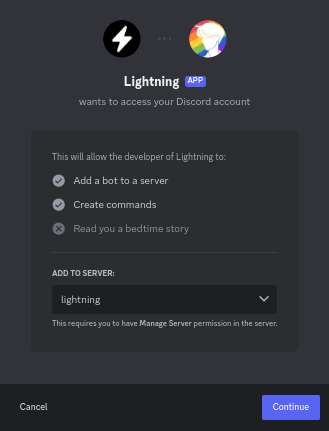 Lightning APP
wants to access your Discord account
This will allow the developer of Lightning to:
Add a bot to a server
Create commands
Read you a bedtime story
ADD TO SERVER:
lightning
This requires you to have Manage Server permission in the server.
Cancel
Continue